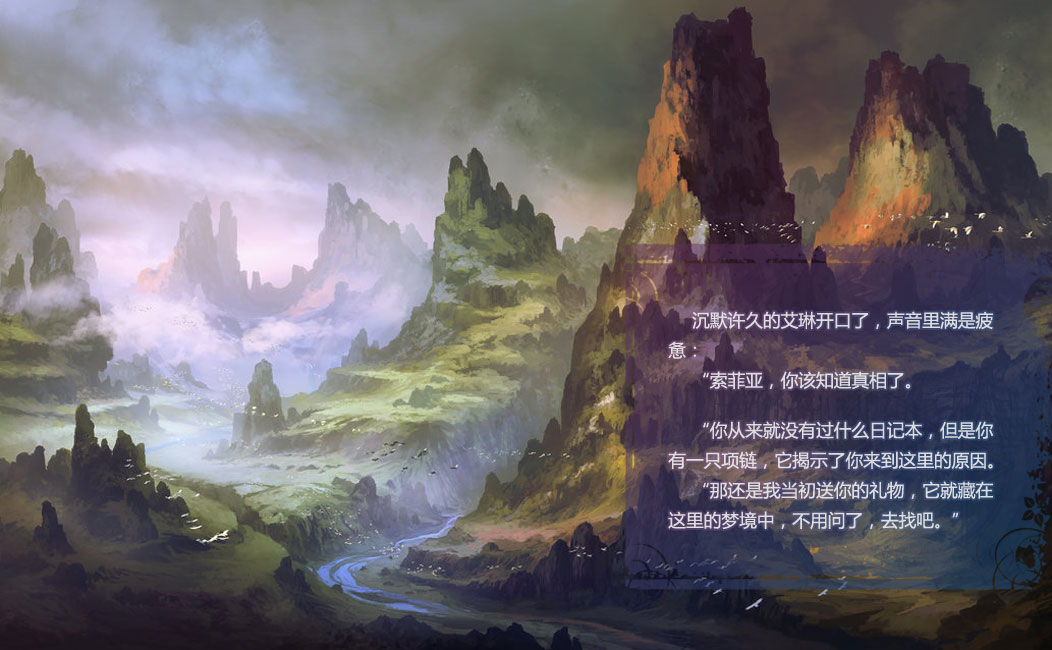 沉默许久的艾琳开口了，声音里满是疲
惫：
“索菲亚，你该知道真相了。
“你从来就没有过什么日记本，但是你
有一只项链，它揭示了你来到这里的原因。
“那还是我当初送你的礼物，它就藏在
这里的梦境中，不用问了，去找吧。”